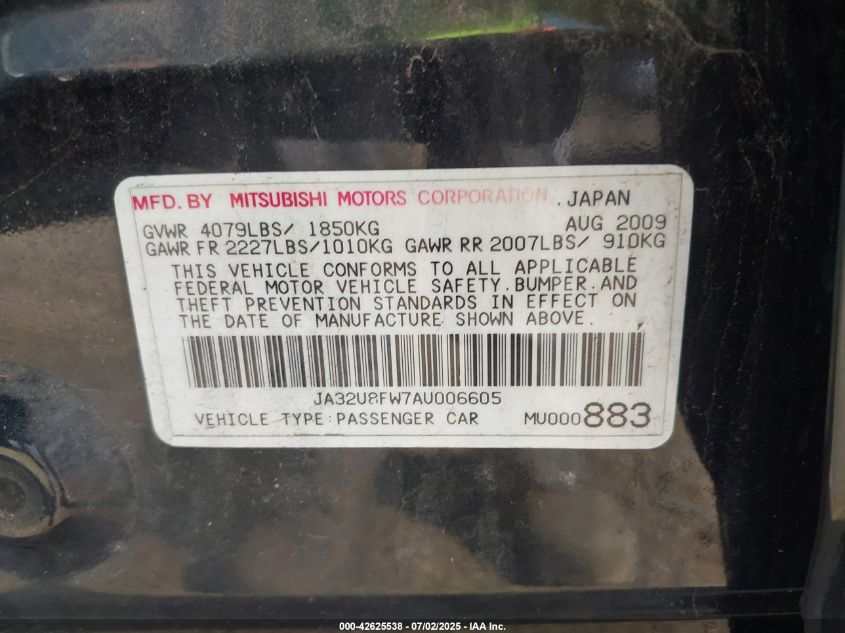 MFD. BY MITSUBISHI MOTORS CORPORATION, JAPAN
GVWR 4079LBS/ 1850KG AUG 2009
GAWR FR 2227LBS/1010KG GAWR RR 2007LBS/ 910KG
THIS VEHICLE CONFORMS TO ALL APPLICABLE
FEDERAL MOTOR VEHICLE SAFETY, BUMPER, AND
THEFT PREVENTION STANDARDS IN EFFECT ON
THE DATE OF MANUFACTURE SHOWN ABOVE.
JA32U8FW7AU006605
VEHICLE TYPE:PASSENGER CAR MU000883
000-42625538 - 07/02/2025 - IAA Inc.